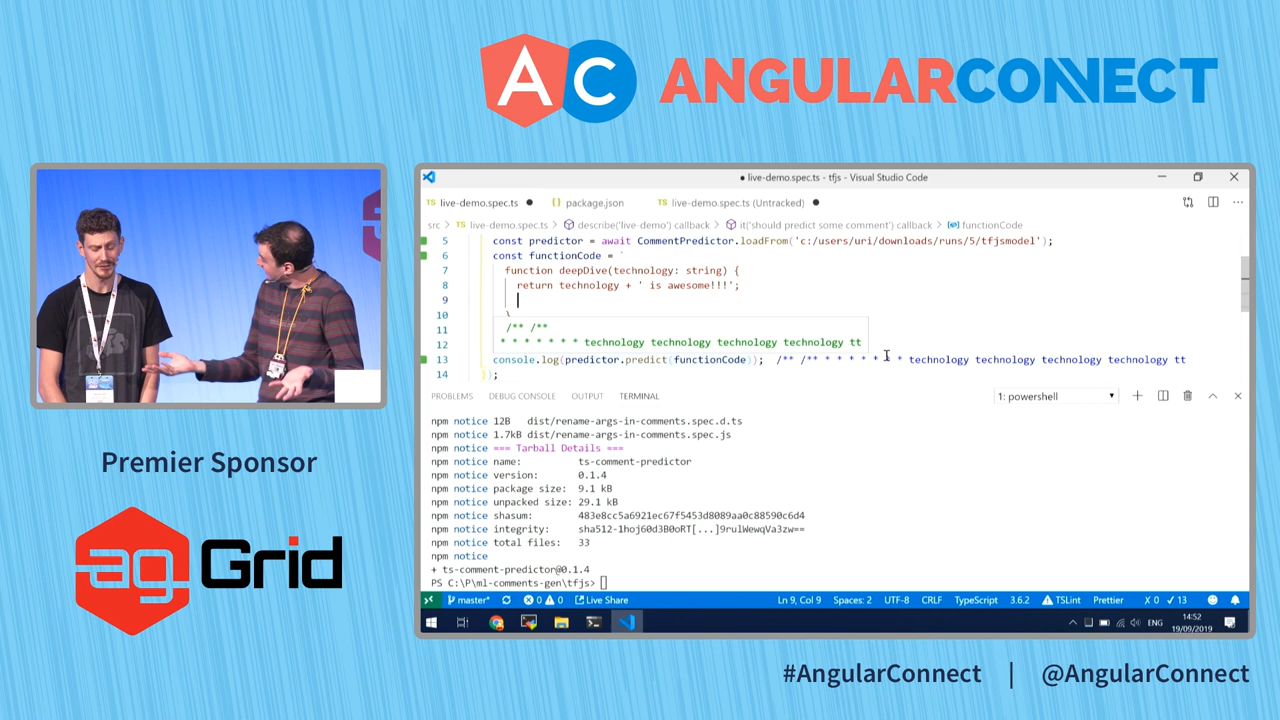 AC ANGULARCONNECT
live-demo.spec.ts - tfjs - Visual Studio Code
TS live-demo.spec.ts
{} package.json
TS live-demo.spec.ts (Untracked)
src > TS live-demo.spec.ts > describe('live-demo') callback > it('should predict some comment') callback > functionCode
5 const predictor = await CommentPredictor.loadFrom('c:/users/uri/downloads/runs/5/tfjsmodel');
6 const functionCode = `
7 function deepDive(technology: string) {
8 return technology + ' is awesome!!!';
9
10
11 /** /**
12 * * * * * * * technology technology technology technology tt
13 console.log(predictor.predict(functionCode)); /** /** * * * * * * * technology technology technology technology tt
14 });
PROBLEMS DEBUG CONSOLE OUTPUT TERMINAL 1: powershell
npm notice 12B dist/rename-args-in-comments.spec.d.ts
npm notice 1.7kB dist/rename-args-in-comments.spec.js
npm notice === Tarball Details ===
npm notice name: ts-comment-predictor
npm notice version: 0.1.4
npm notice package size: 9.1 kB
npm notice unpacked size: 29.1 kB
npm notice shasum: 483e8cc5a6921ec67f5453d8089aa0c88590c6d4
npm notice integrity: sha512-1hoj60d3B0oRT[...]9rulWewqVa3zw==
npm notice total files: 33
npm notice
+ ts-comment-predictor@0.1.4
PS C:\P\ml-comments-gen\tfjs>
master* 0 0 Live Share Ln 9, Col 9 Spaces: 2 UTF-8 CRLF TypeScript 3.6.2 TSLint Prettier X 0 ✓ 13
ENG 14:52
19/09/2019
Premier Sponsor
ag Grid
#AngularConnect | @AngularConnect